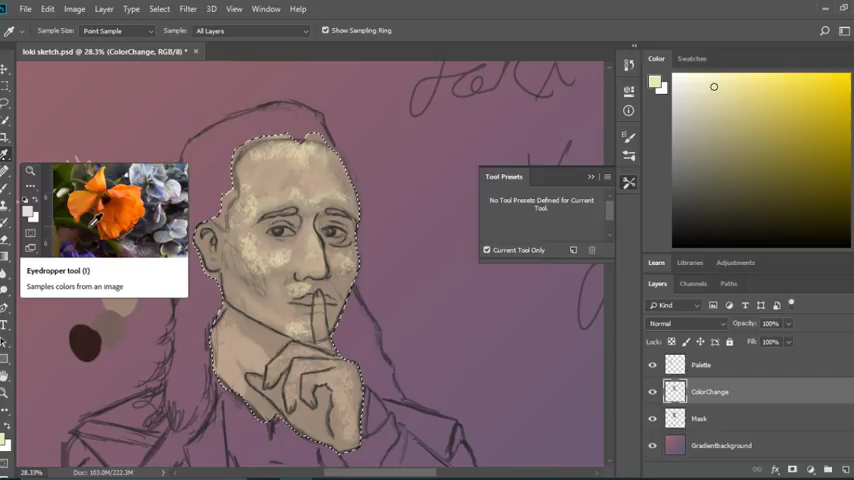 File Edit Image Layer Type Select Filter 3D View Window Help
Sample Size: Point Sample Sample: All Layers Show Sampling Ring
loki sketch.psd @ 28.3% (ColorChange, RGB/8) *
Loki
Color Swatches
Tool Presets
No Tool Presets Defined for Current
Tool.
Current Tool Only
Eyedropper tool (I)
Samples colors from an image
Learn Libraries Adjustments
Layers Channels Paths
Kind
Normal Opacity: 100%
Lock: Fill: 100%
Palette
ColorChange
Mask
Gradientbackground
28.33% Doc: 103.0M/222.3M